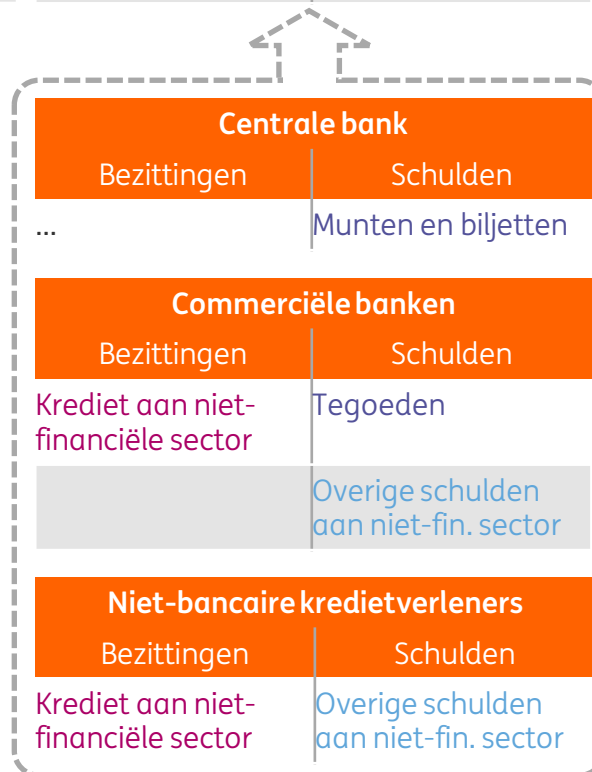 Centrale bank
Bezittingen Schulden
... Munten en biljetten
Commerciële banken
Bezittingen Schulden
Krediet aan niet- Tegoeden
financiële sector
Overige schulden
aan niet-fin. sector
Niet-bancaire kredietverleners
Bezittingen Schulden
Krediet aan niet- Overige schulden
financiële sector aan niet-fin. sector